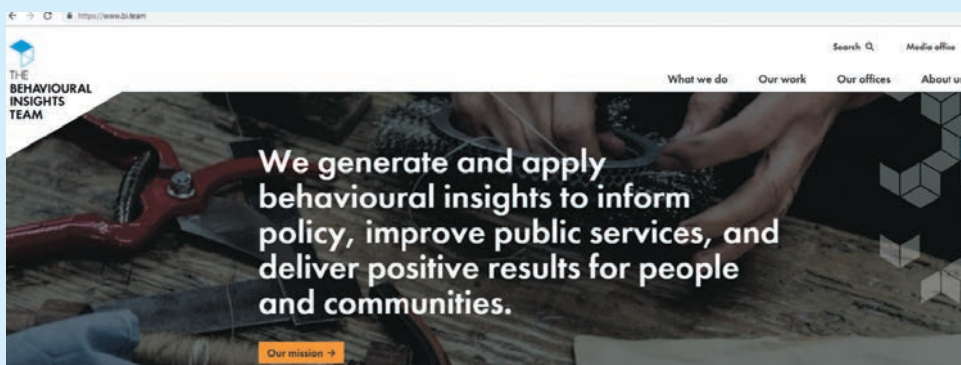 https://www.bi.team
Search
Media office
THE
BEHAVIOURAL
INSIGHTS
TEAM
What we do
Our work
Our offices
About us
We generate and apply
behavioural insights to inform
policy, improve public services, and
deliver positive results for people
and communities.
Our mission →